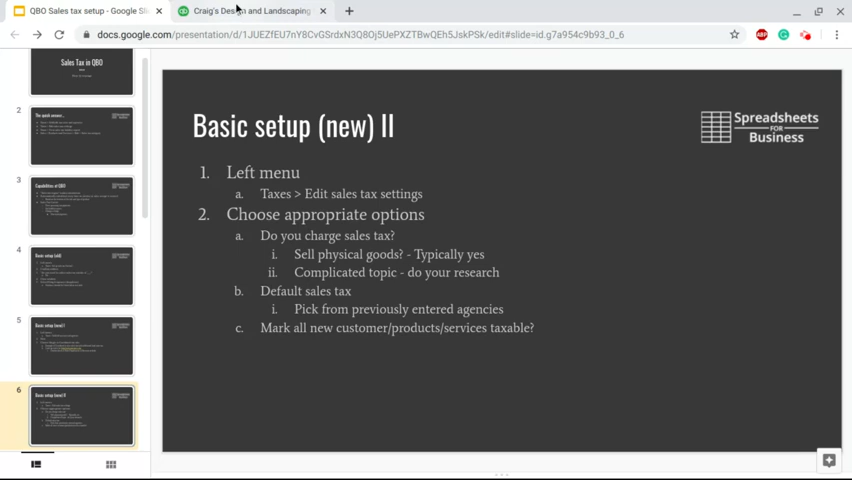 QBO Sales tax setup - Google Sli
Craig's Design and Landscaping
docs.google.com/presentation/d/1JUEZfEU7nY8CvGSrdxN3Q8Oj5UePXZTBwQEh5JskPSk/edit#slide=id.g7a954c9b93_0_6
ABP
Sales Tax in QBO
2
The quick answer...
3
Capabilities of QBO
4
Basic setup (old)
5
Basic setup (new) I
6
Basic setup (new) II
Basic setup (new) II
Spreadsheets
FOR
Business
1. Left menu
a. Taxes > Edit sales tax settings
2. Choose appropriate options
a. Do you charge sales tax?
i. Sell physical goods? - Typically yes
ii. Complicated topic - do your research
b. Default sales tax
i. Pick from previously entered agencies
c. Mark all new customer/products/services taxable?